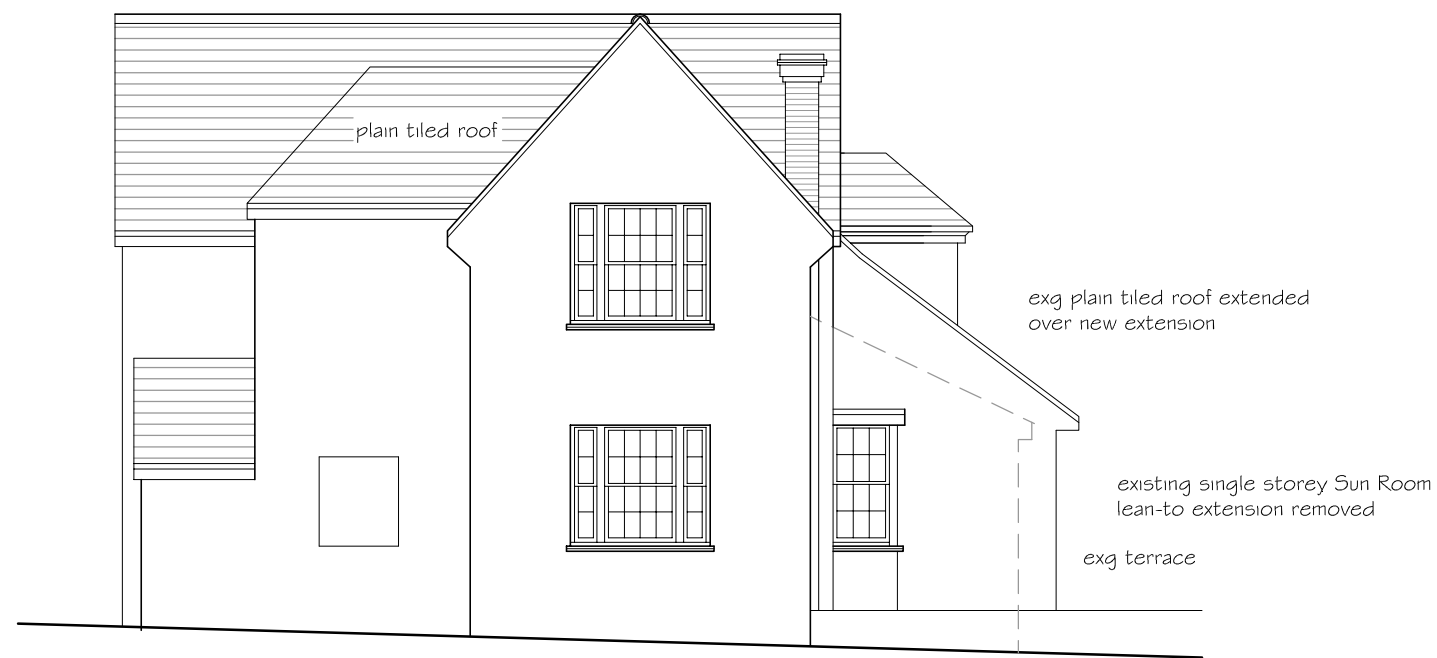 plain tiled roof
exg plain tiled roof extended
over new extension
existing single storey Sun Room
lean-to extension removed
exg terrace